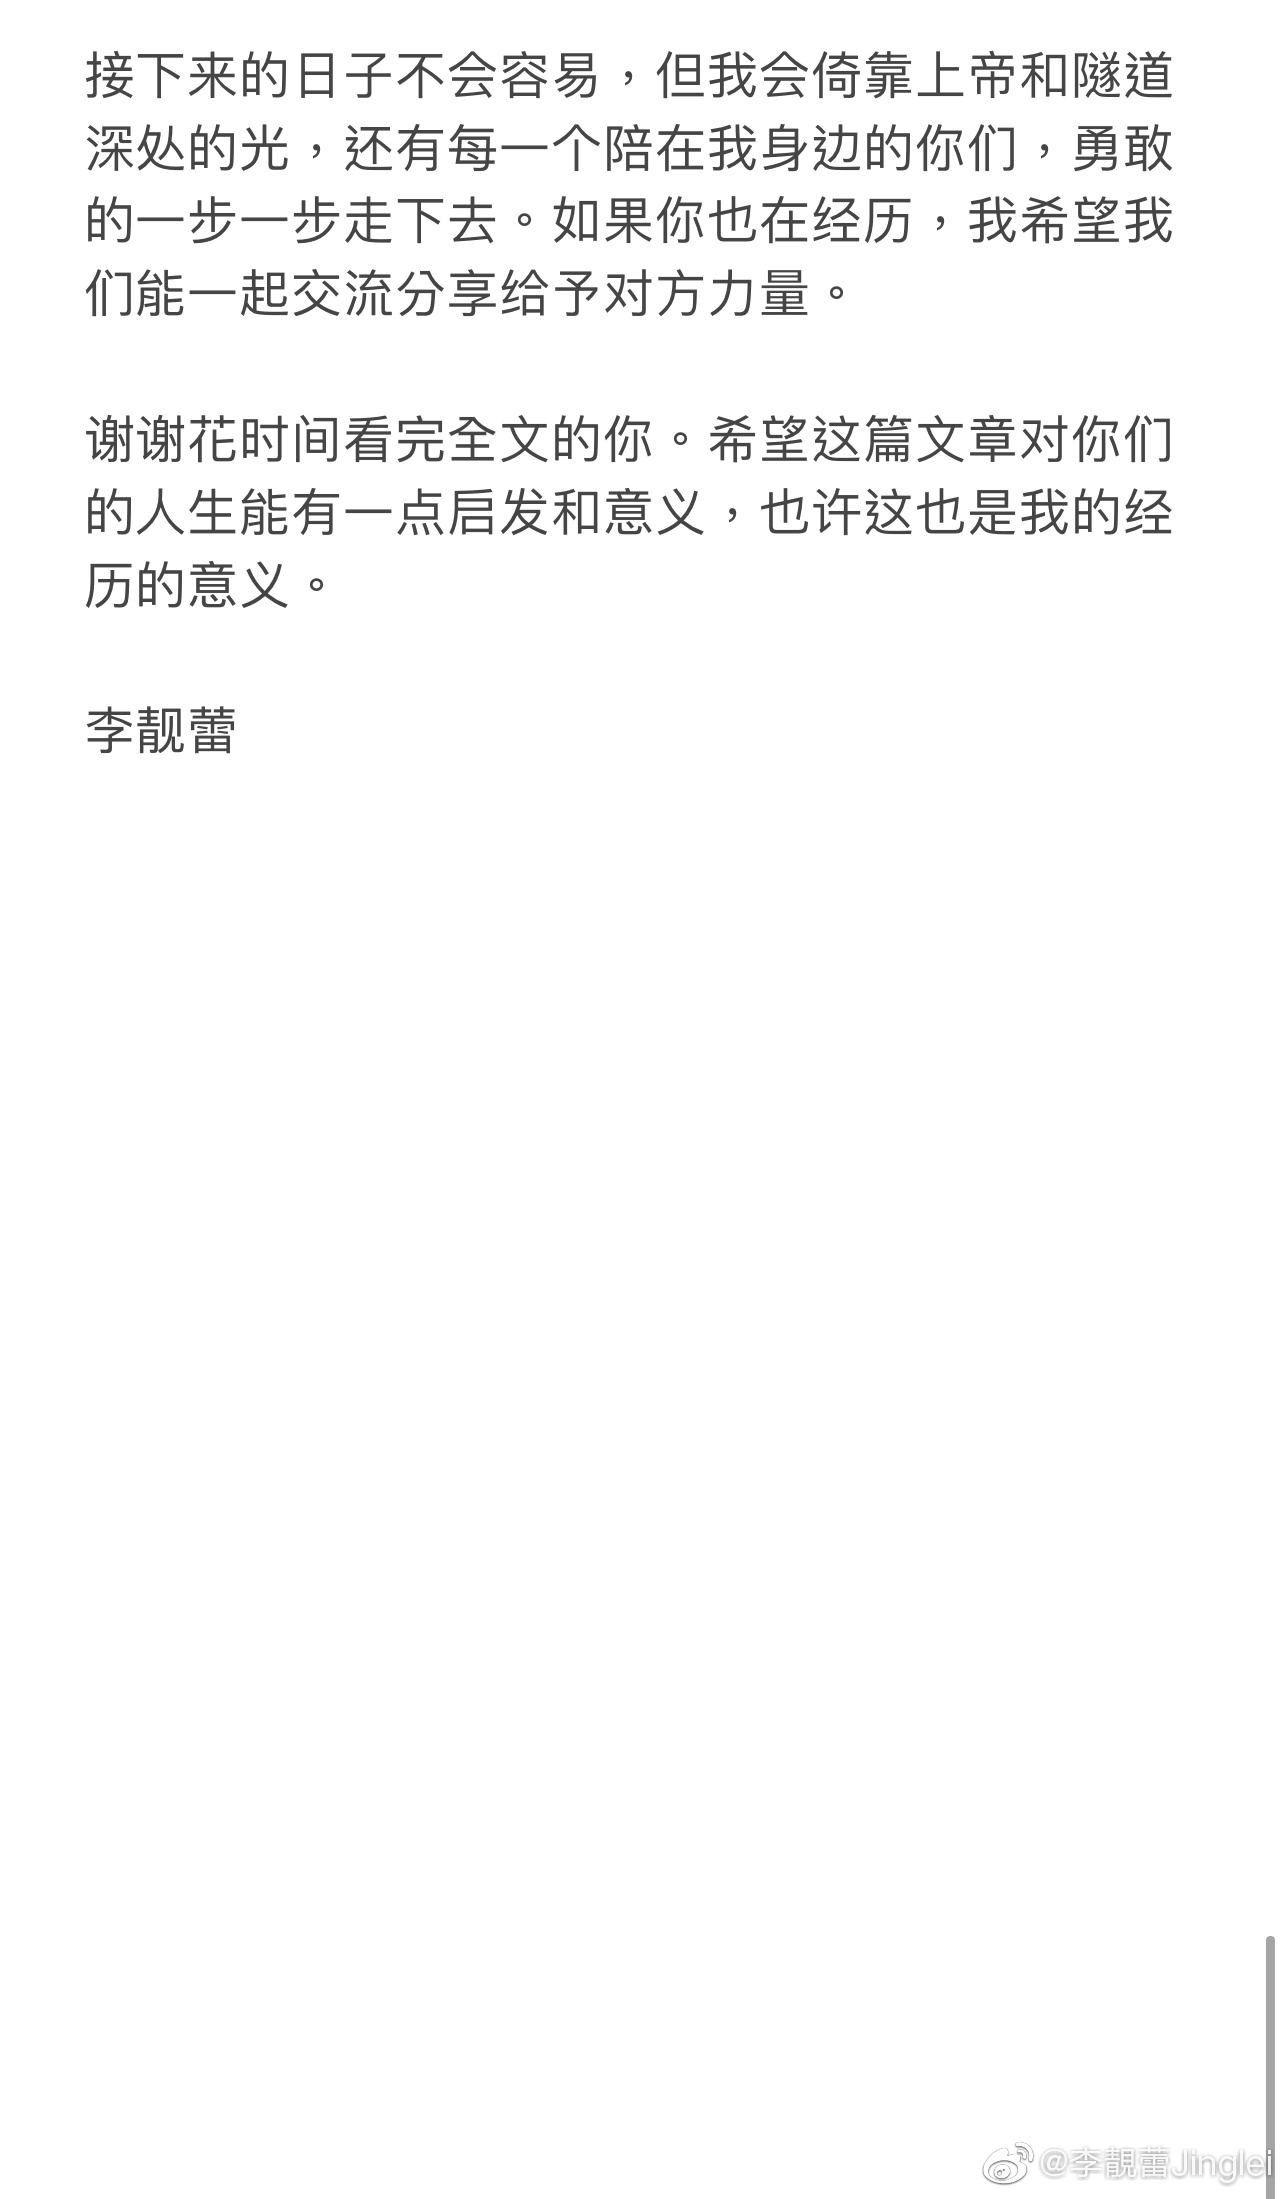 接下来的日子不会容易，但我会倚靠上帝和隧道
深处的光，还有每一个陪在我身边的你们，勇敢
的一步一步走下去。如果你也在经历，我希望我
们能一起交流分享给予对方力量。
谢谢花时间看完全文的你。希望这篇文章对你们
的人生能有一点启发和意义，也许这也是我的经
历的意义。
李靓蕾
@李靚蕾Jinglei